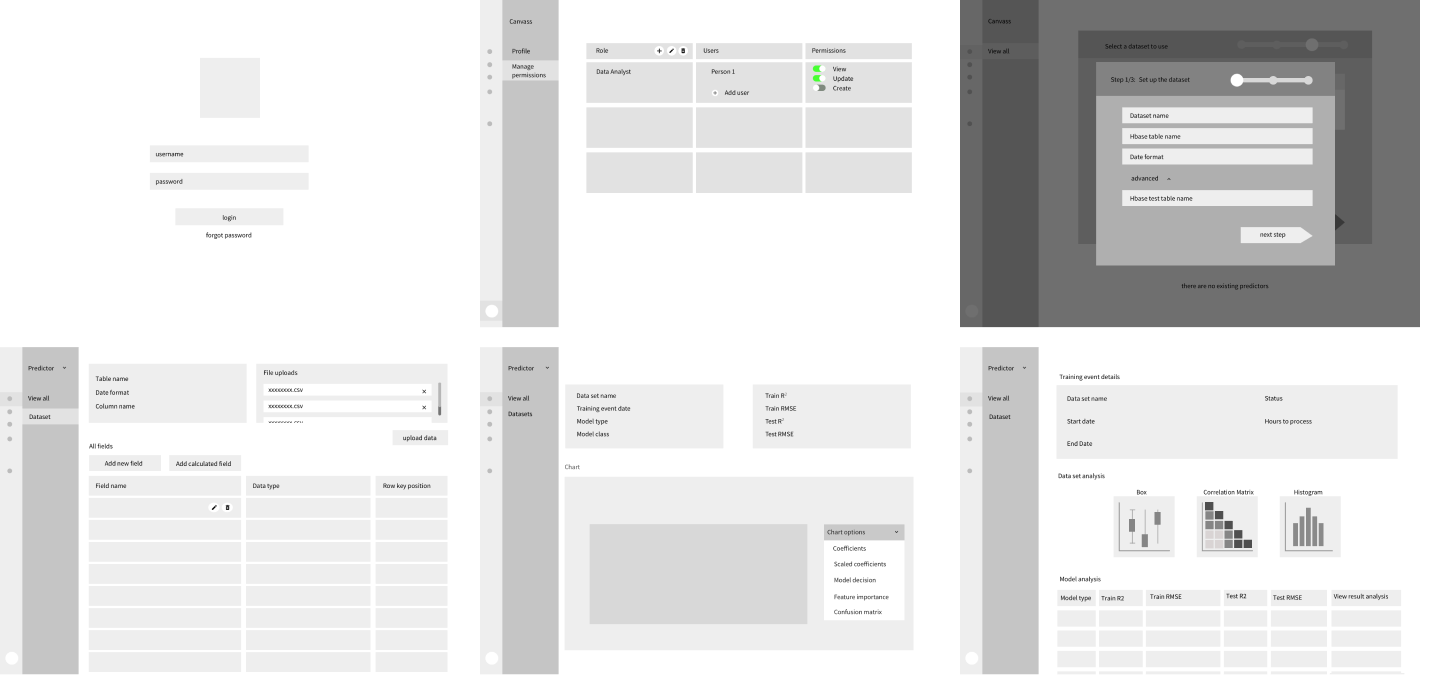 username
password
login
forgot password
Canvass
Profile
Manage
permissions
Role
Users
Permissions
Data Analyst
Person 1
Add user
View
Update
Create
Canvass
View all
Select a dataset to use
Step 1/3: Set up the dataset
Dataset name
Hbase table name
Date format
advanced
Hbase test table name
next step
there are no existing predictors
Predictor
View all
Dataset
Table name
Date format
Column name
File uploads
xxxxxxxx.csv
xxxxxxxx.csv
upload data
All fields
Add new field
Add calculated field
Field name
Data type
Row key position
Predictor
View all
Datasets
Data set name
Training event date
Model type
Model class
Train R²
Train RMSE
Test R²
Test RMSE
Chart
Chart options
Coefficients
Scaled coefficients
Model decision
Feature importance
Confusion matrix
Predictor
View all
Dataset
Training event details
Data set name
Status
Start date
Hours to process
End Date
Data set analysis
Box
Correlation Matrix
Histogram
Model analysis
Model type
Train R2
Train RMSE
Test R2
Test RMSE
View result analysis